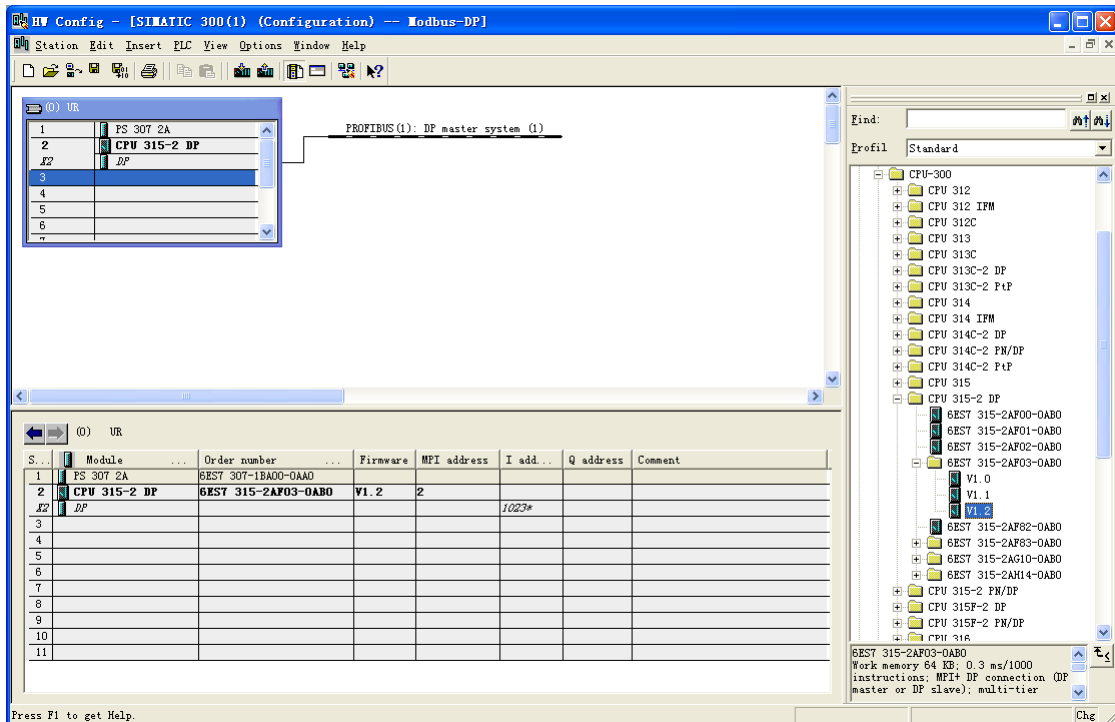 HW Config - [SIMATIC 300(1) (Configuration) -- Modbus-DP]
Station Edit Insert PLC View Options Window Help
(0) UR
1 PS 307 2A
2 CPU 315-2 DP
X2 DP
3
4
5
6
7
PROFIBUS(1): DP master system (1)
(0) UR
S... Module ... Order number ... Firmware MPI address I add... Q address Comment
1 PS 307 2A 6ES7 307-1BA00-0AA0
2 CPU 315-2 DP 6ES7 315-2AF03-0AB0 V1.2 2
X2 DP 1023*
3
4
5
6
7
8
9
10
11
Find:
Profil Standard
CPU-300
CPU 312
CPU 312 IFM
CPU 312C
CPU 313
CPU 313C
CPU 313C-2 DP
CPU 313C-2 PtP
CPU 314
CPU 314 IFM
CPU 314C-2 DP
CPU 314C-2 PN/DP
CPU 314C-2 PtP
CPU 315
CPU 315-2 DP
6ES7 315-2AF00-0AB0
6ES7 315-2AF01-0AB0
6ES7 315-2AF02-0AB0
6ES7 315-2AF03-0AB0
V1.0
V1.1
V1.2
6ES7 315-2AF82-0AB0
6ES7 315-2AF83-0AB0
6ES7 315-2AG10-0AB0
6ES7 315-2AH14-0AB0
CPU 315-2 PN/DP
CPU 315F-2 DP
CPU 315F-2 PN/DP
CPU 316
6ES7 315-2AF03-0AB0
Work memory 64 KB; 0.3 ms/1000
instructions; MPI+ DP connection (DP
master or DP slave); multi-tier
Press F1 to get Help.
Chg